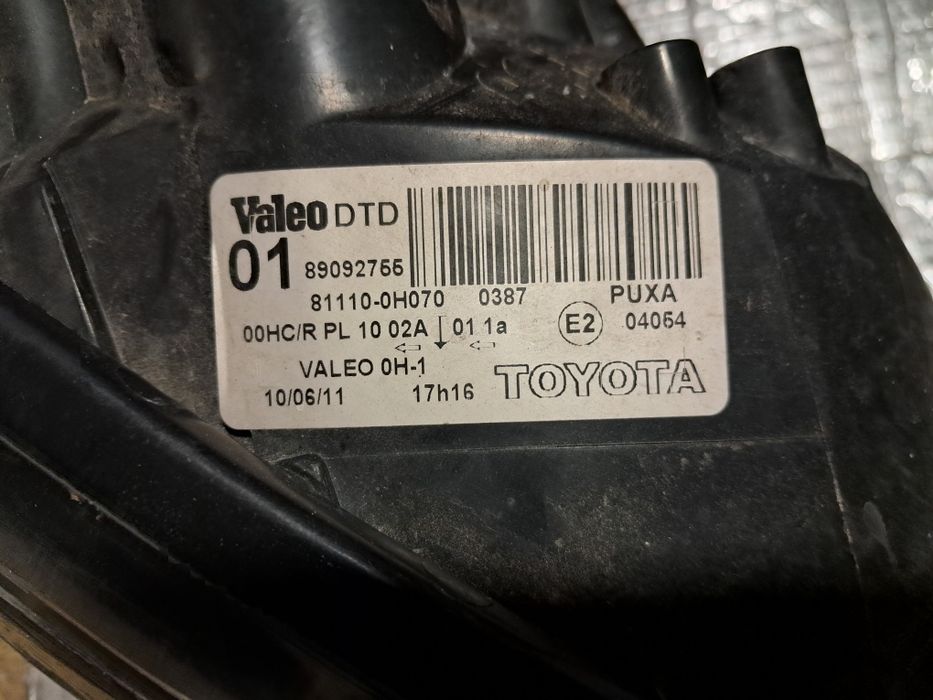 Valeo DTD
01 89092755
81110-0H070 0387 PUXA
00HC/R PL 10 02A 01 1a E2 04054
VALEO 0H-1 TOYOTA
10/06/11 17h16